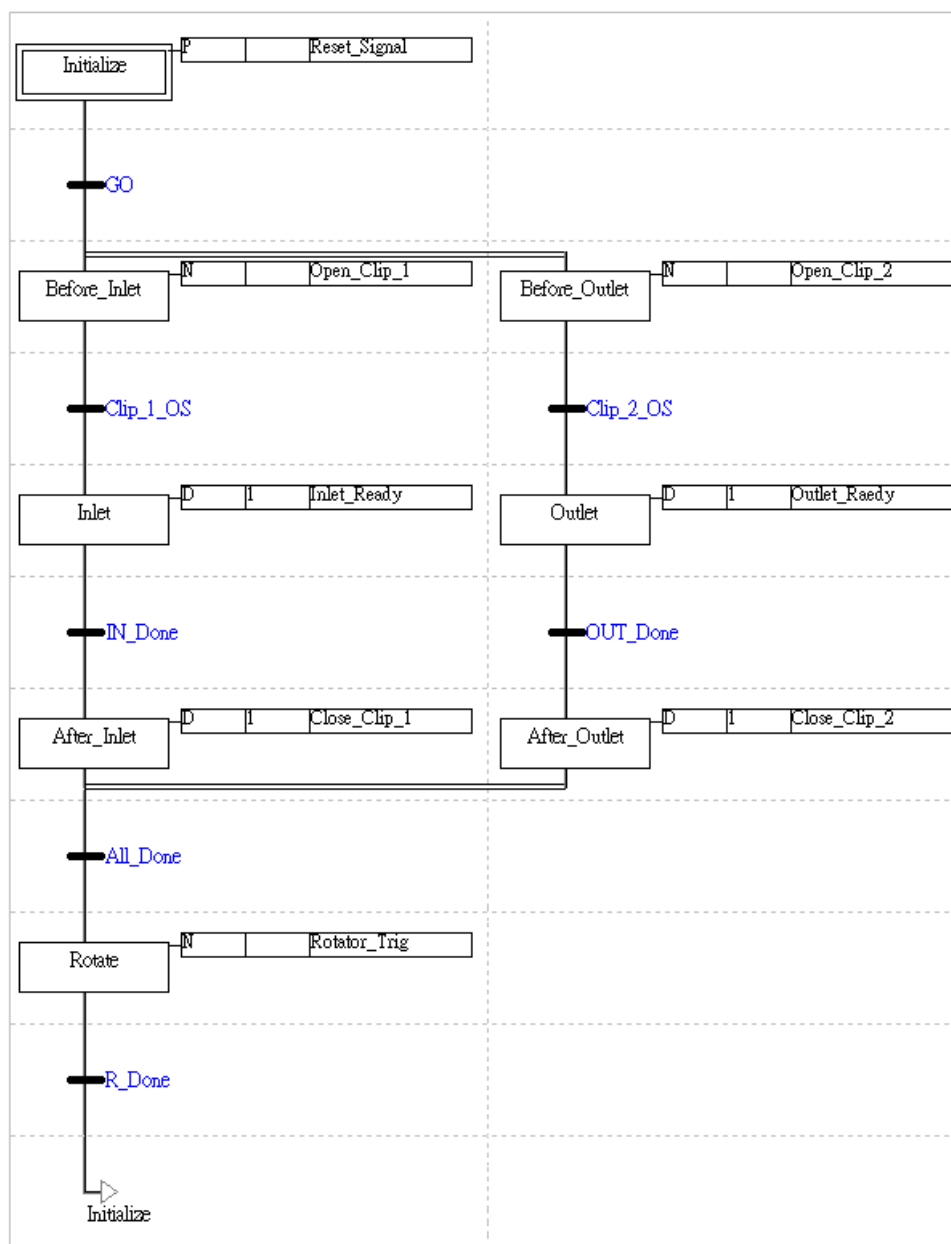 Initialize P Reset_Signal
GO
Before_Inlet N Open_Clip_1 Before_Outlet N Open_Clip_2
Clip_1_OS Clip_2_OS
Inlet D 1 Inlet_Ready Outlet D 1 Outlet_Raedy
IN_Done OUT_Done
After_Inlet D 1 Close_Clip_1 After_Outlet D 1 Close_Clip_2
All_Done
Rotate N Rotator_Trig
R_Done
Initialize